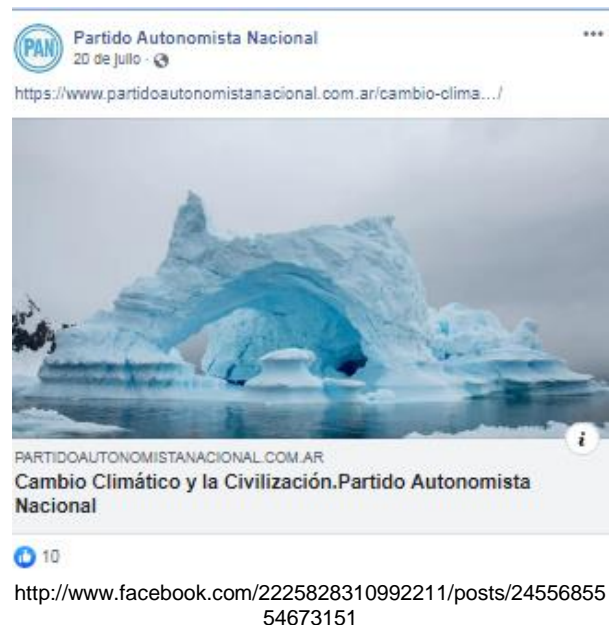 PAN
Partido Autonomista Nacional
20 de julio ·
https://www.partidoautonomistanacional.com.ar/cambio-clima.../
i
PARTIDOAUTONOMISTANACIONAL.COM.AR
Cambio Climático y la Civilización.Partido Autonomista
Nacional
10
http://www.facebook.com/2225828310992211/posts/24556855
54673151